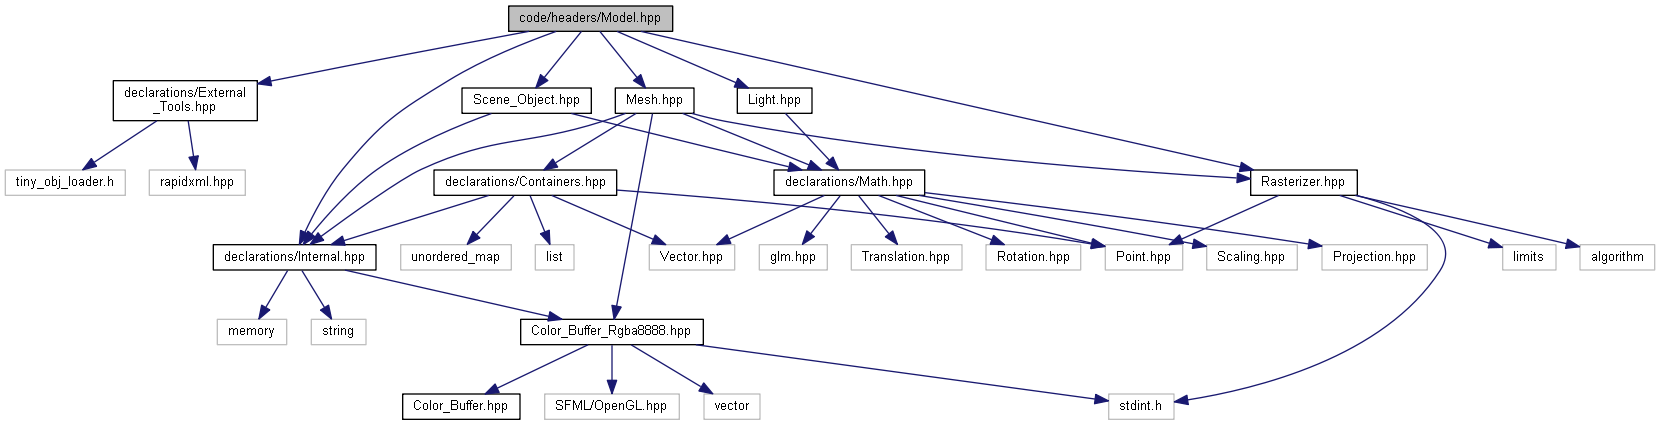 code/headers/Model.hpp
declarations/External
_Tools.hpp
Scene_Object.hpp
Mesh.hpp
Light.hpp
tiny_obj_loader.h
rapidxml.hpp
declarations/Containers.hpp
declarations/Math.hpp
Rasterizer.hpp
declarations/Internal.hpp
unordered_map
list
Vector.hpp
glm.hpp
Translation.hpp
Rotation.hpp
Point.hpp
Scaling.hpp
Projection.hpp
limits
algorithm
memory
string
Color_Buffer_Rgba8888.hpp
Color_Buffer.hpp
SFML/OpenGL.hpp
vector
stdint.h